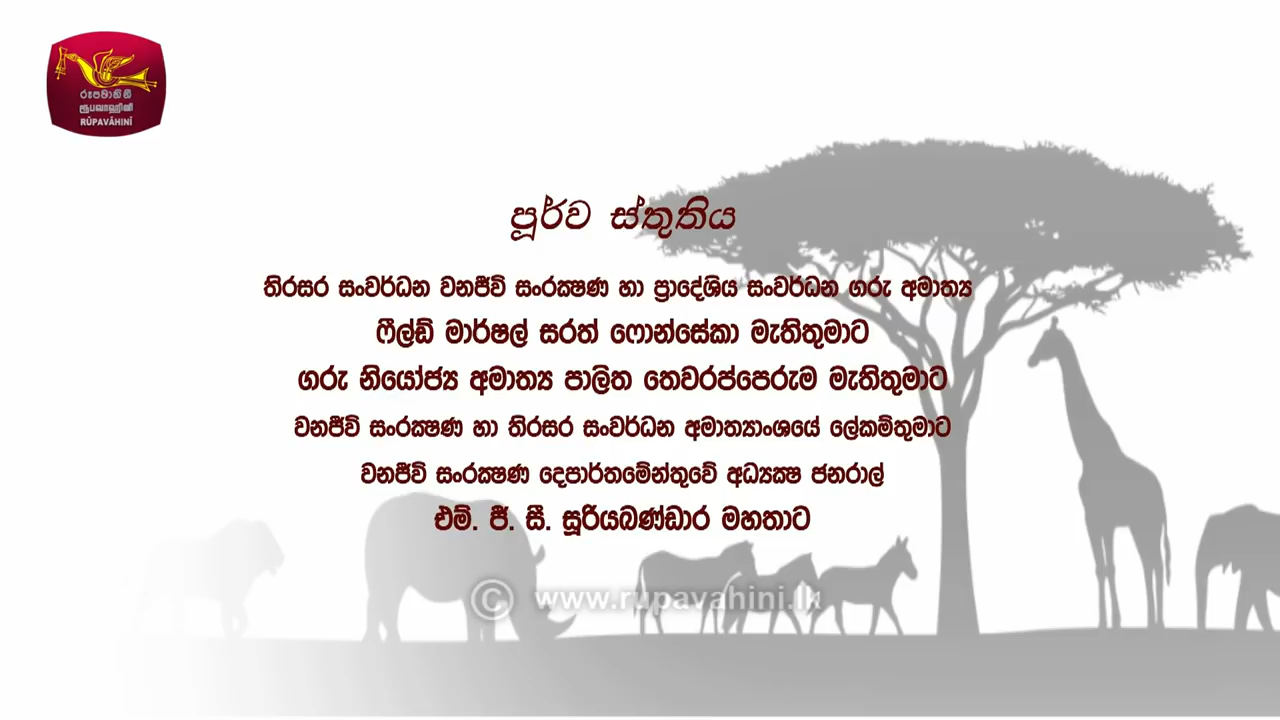 රූපවාහිනී
ரூபவாஹினி
RŪPAVĀHINĪ
පූර්ව ස්තුතිය
තිරසර සංවර්ධන වනජීවි සංරක්‍ෂණ හා ප්‍රාදේශිය සංවර්ධන ගරු අමාත්‍ය
ෆීල්ඩ් මාර්ෂල් සරත් ෆොන්සේකා මැතිතුමාට
ගරු නියෝජ්‍ය අමාත්‍ය පාලිත තෙවරප්පෙරුම මැතිතුමාට
වනජීවි සංරක්‍ෂණ හා තිරසර සංවර්ධන අමාත්‍යාංශයේ ලේකම්තුමාට
වනජීවි සංරක්‍ෂණ දෙපාර්තමේන්තුවේ අධ්‍යක්‍ෂ ජනරාල්
එම්. ජී. සී. සූරියබණ්ඩාර මහතාට
© www.rupavahini.lk